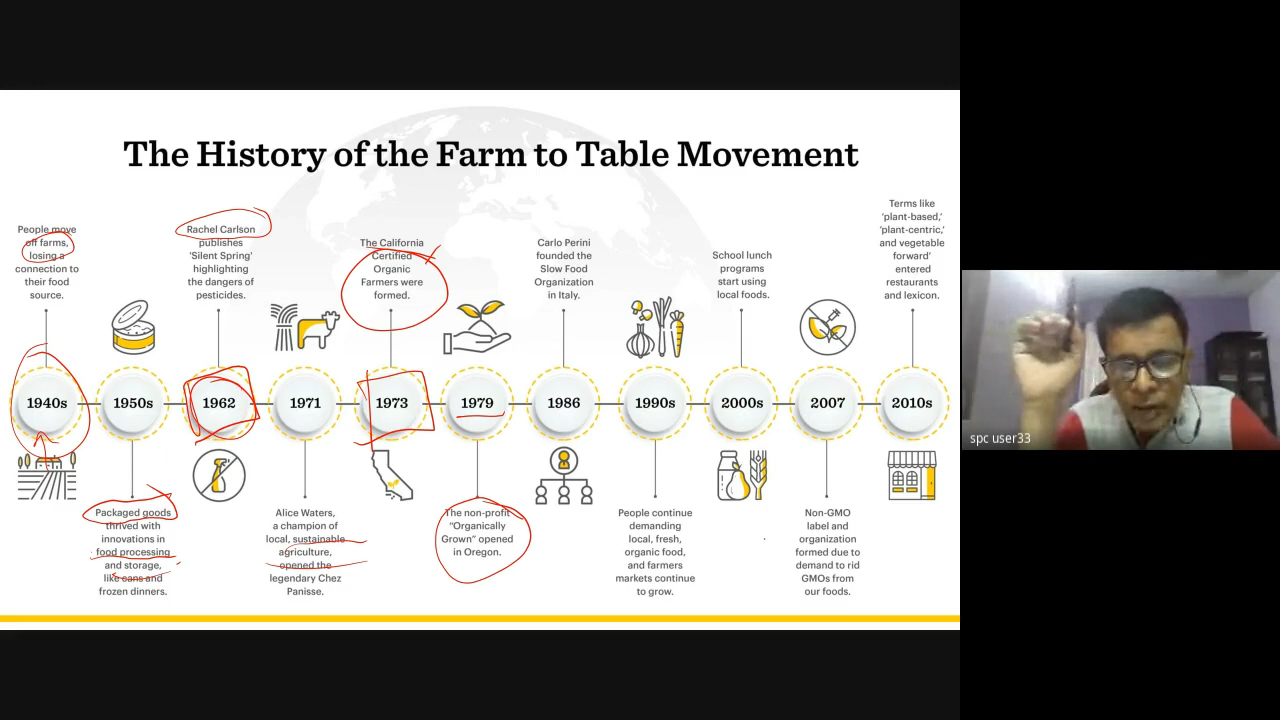 The History of the Farm to Table Movement
People move
off farms,
losing a
connection to
their food
source.
Rachel Carlson
publishes
'Silent Spring'
highlighting
the dangers of
pesticides.
The California
Certified
Organic
Farmers were
formed.
Carlo Perini
founded the
Slow Food
Organization
in Italy.
School lunch
programs
start using
local foods.
Terms like
'plant-based,'
'plant-centric,'
and vegetable
forward'
entered
restaurants
and lexicon.
1940s
1950s
1962
1971
1973
1979
1986
1990s
2000s
2007
2010s
Packaged goods
thrived with
innovations in
food processing
and storage,
like cans and
frozen dinners.
Alice Waters,
a champion of
local, sustainable
agriculture,
opened the
legendary Chez
Panisse.
The non-profit
"Organically
Grown" opened
in Oregon.
People continue
demanding
local, fresh,
organic food,
and farmers
markets continue
to grow.
Non-GMO
label and
organization
formed due to
demand to rid
GMOs from
our foods.
spc user33